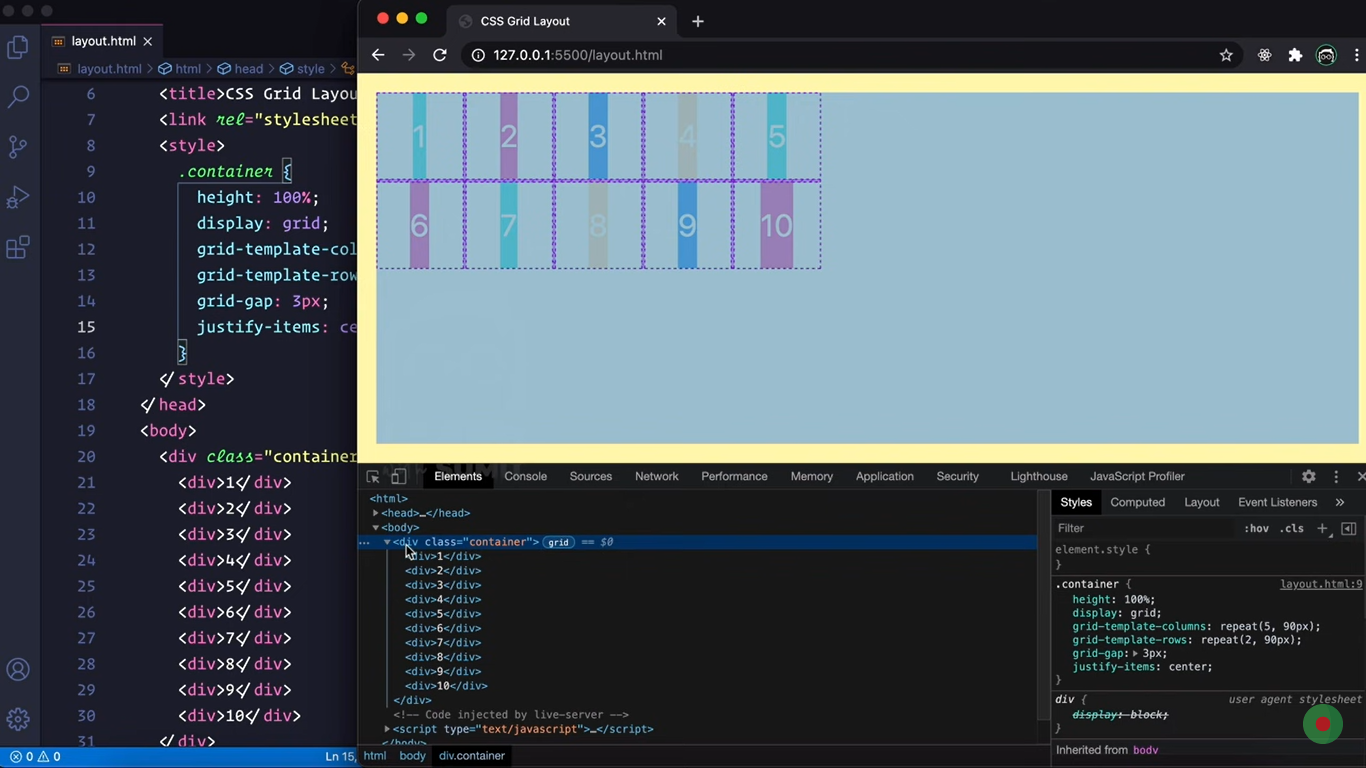 layout.html
layout.html > html > head > style >
6 <title>CSS Grid Layou
7 <link rel="stylesheet
8 <style>
9 .container {
10 height: 100%;
11 display: grid;
12 grid-template-col
13 grid-template-row
14 grid-gap: 3px;
15 justify-items: ce
16 }
17 </style>
18 </head>
19 <body>
20 <div class="container
21 <div>1</div>
22 <div>2</div>
23 <div>3</div>
24 <div>4</div>
25 <div>5</div>
26 <div>6</div>
27 <div>7</div>
28 <div>8</div>
29 <div>9</div>
30 <div>10</div>
31 </div>
0 0 Ln 15,
CSS Grid Layout
127.0.0.1:5500/layout.html
1 2 3 4 5
6 7 8 9 10
Elements Console Sources Network Performance Memory Application Security Lighthouse JavaScript Profiler
<html>
<head>…</head>
<body>
<div class="container"> grid == $0
<div>1</div>
<div>2</div>
<div>3</div>
<div>4</div>
<div>5</div>
<div>6</div>
<div>7</div>
<div>8</div>
<div>9</div>
<div>10</div>
</div>
<!-- Code injected by live-server -->
<script type="text/javascript">…</script>
</body>
html body div.container
Styles Computed Layout Event Listeners »
Filter :hov .cls +
element.style {
}
.container { layout.html:9
height: 100%;
display: grid;
grid-template-columns: repeat(5, 90px);
grid-template-rows: repeat(2, 90px);
grid-gap: 3px;
justify-items: center;
}
div { user agent stylesheet
display: block;
}
Inherited from body